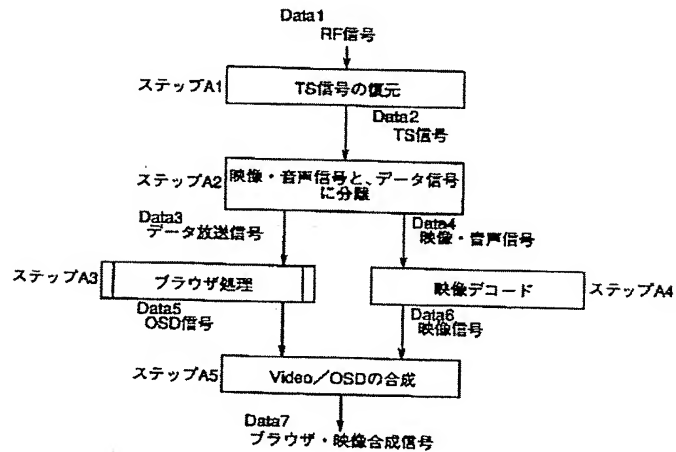 Data1
RF信号
ステップA1
TS信号の復元
Data2
TS信号
ステップA2
映像・音声信号と、データ信号
に分離
Data3
データ放送信号
Data4
映像・音声信号
ステップA3
ブラウザ処理
映像デコード
ステップA4
Data5
OSD信号
Data6
映像信号
ステップA5
Video/OSDの合成
Data7
ブラウザ・映像合成信号